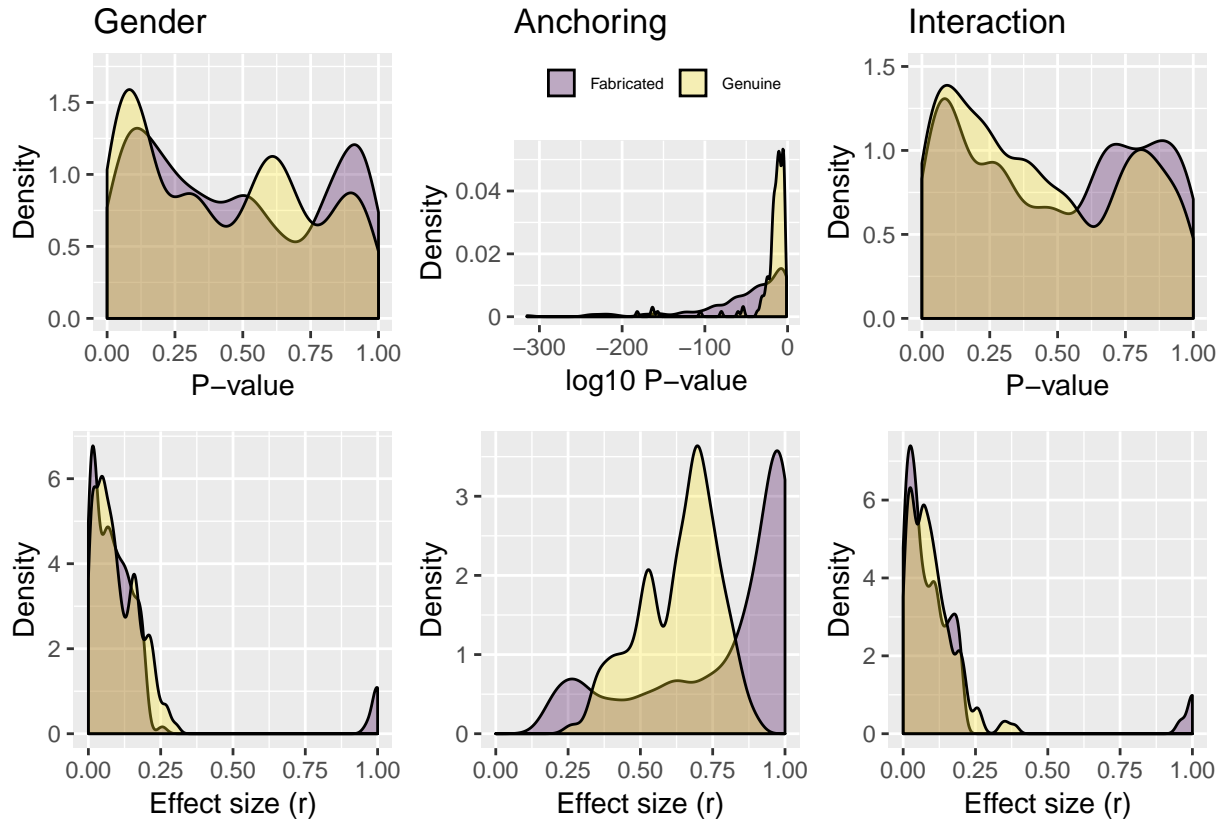 Gender
Anchoring
Interaction
Fabricated
Genuine
Density
1.5
1.0
0.5
0.0
0.00 0.25 0.50 0.75 1.00
P−value
Density
0.04
0.02
0
−300 −200 −100 0
log10 P−value
Density
1.5
1.0
0.5
0.0
0.00 0.25 0.50 0.75 1.00
P−value
Density
6
4
2
0
0.00 0.25 0.50 0.75 1.00
Effect size (r)
Density
3
2
1
0
0.00 0.25 0.50 0.75 1.00
Effect size (r)
Density
6
4
2
0
0.00 0.25 0.50 0.75 1.00
Effect size (r)